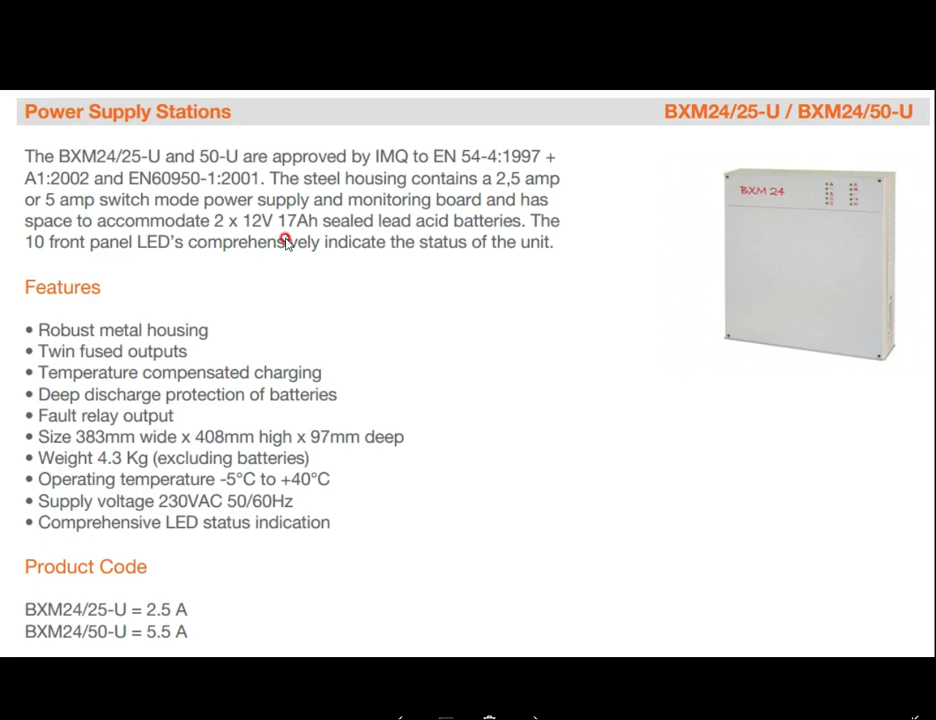 Power Supply Stations
BXM24/25-U / BXM24/50-U
The BXM24/25-U and 50-U are approved by IMQ to EN 54-4:1997 +
A1:2002 and EN60950-1:2001. The steel housing contains a 2,5 amp
or 5 amp switch mode power supply and monitoring board and has
space to accommodate 2 x 12V 17Ah sealed lead acid batteries. The
10 front panel LED's comprehensively indicate the status of the unit.
BXM 24
Features
• Robust metal housing
• Twin fused outputs
• Temperature compensated charging
• Deep discharge protection of batteries
• Fault relay output
• Size 383mm wide x 408mm high x 97mm deep
• Weight 4.3 Kg (excluding batteries)
• Operating temperature -5°C to +40°C
• Supply voltage 230VAC 50/60Hz
• Comprehensive LED status indication
Product Code
BXM24/25-U = 2.5 A
BXM24/50-U = 5.5 A